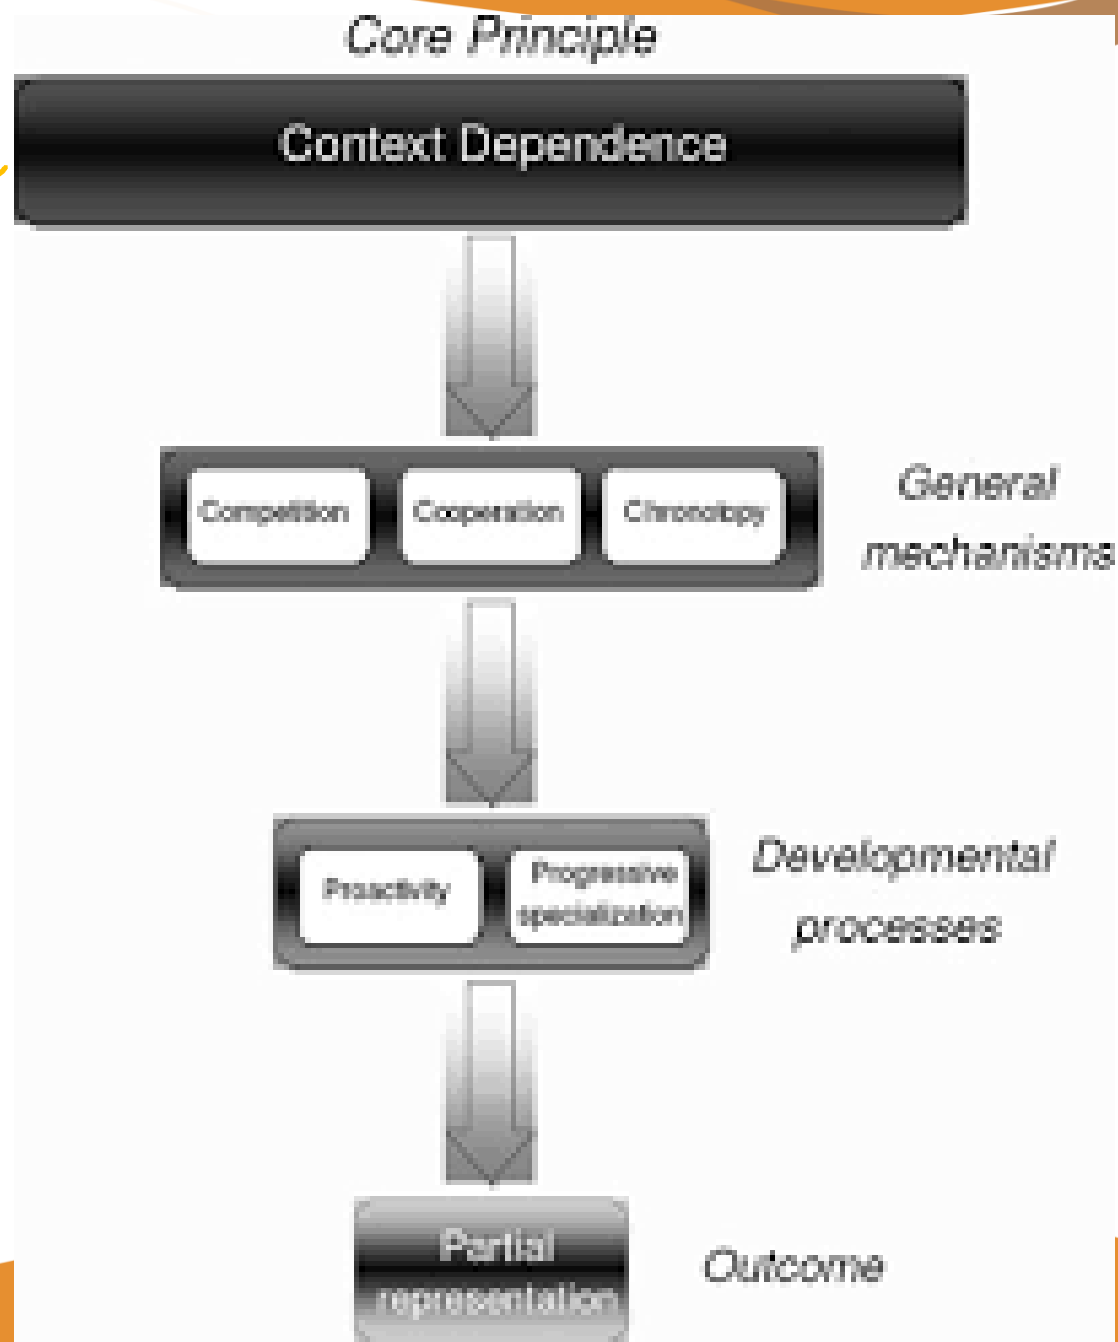 Core Principle
Context Dependence
Competition Cooperation Chronotopy
General
mechanisms
Proactivity
Progressive
specialization
Developmental
processes
Partial
representation
Outcome